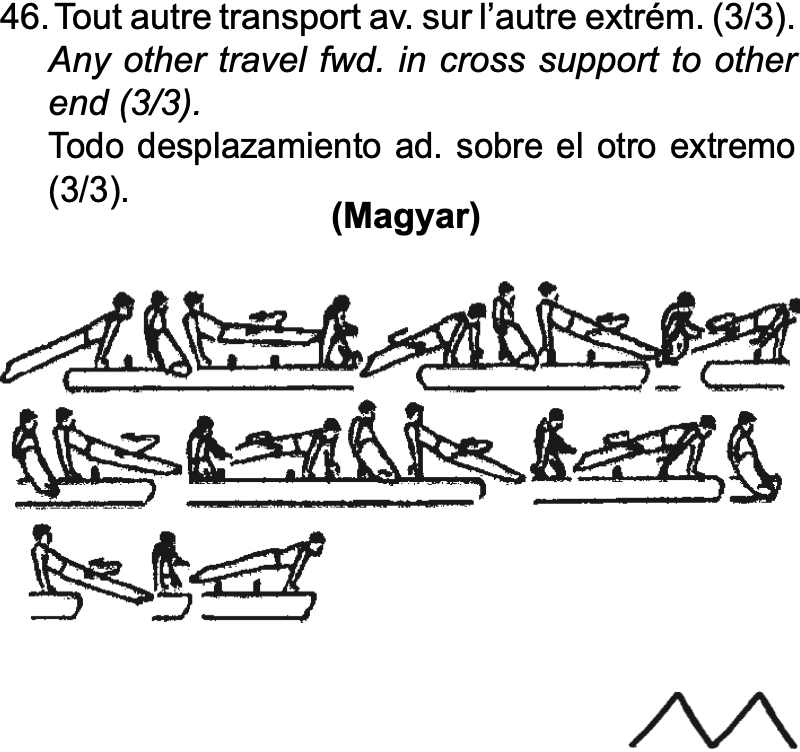 46. Tout autre transport av. sur l’autre extrém. (3/3).
Any other travel fwd. in cross support to other
end (3/3).
Todo desplazamiento ad. sobre el otro extremo
(3/3).
(Magyar)